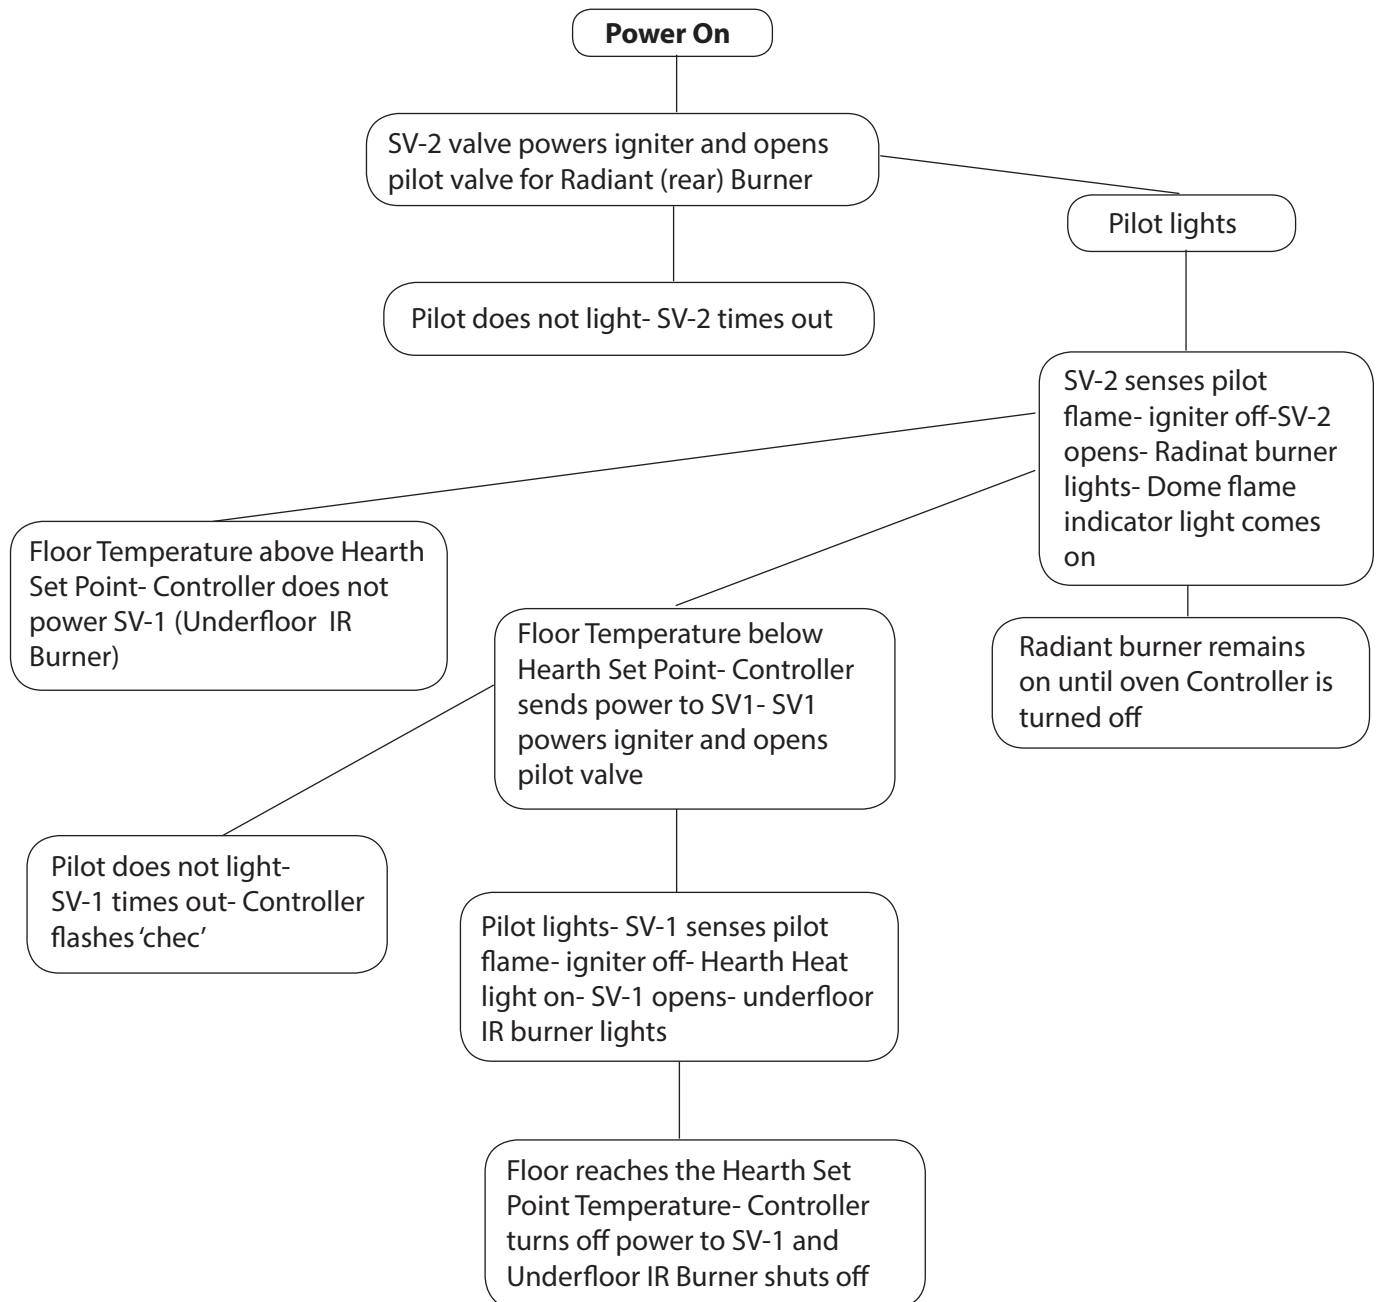 Power On
SV-2 valve powers igniter and opens
pilot valve for Radiant (rear) Burner
Pilot lights
Pilot does not light- SV-2 times out
SV-2 senses pilot
flame- igniter off-SV-2
opens- Radinat burner
lights- Dome flame
indicator light comes
on
Floor Temperature above Hearth
Set Point- Controller does not
power SV-1 (Underfloor IR
Burner)
Floor Temperature below
Hearth Set Point- Controller
sends power to SV1- SV1
powers igniter and opens
pilot valve
Radiant burner remains
on until oven Controller is
turned off
Pilot does not light-
SV-1 times out- Controller
flashes ‘chec’
Pilot lights- SV-1 senses pilot
flame- igniter off- Hearth Heat
light on- SV-1 opens- underfloor
IR burner lights
Floor reaches the Hearth Set
Point Temperature- Controller
turns off power to SV-1 and
Underfloor IR Burner shuts off